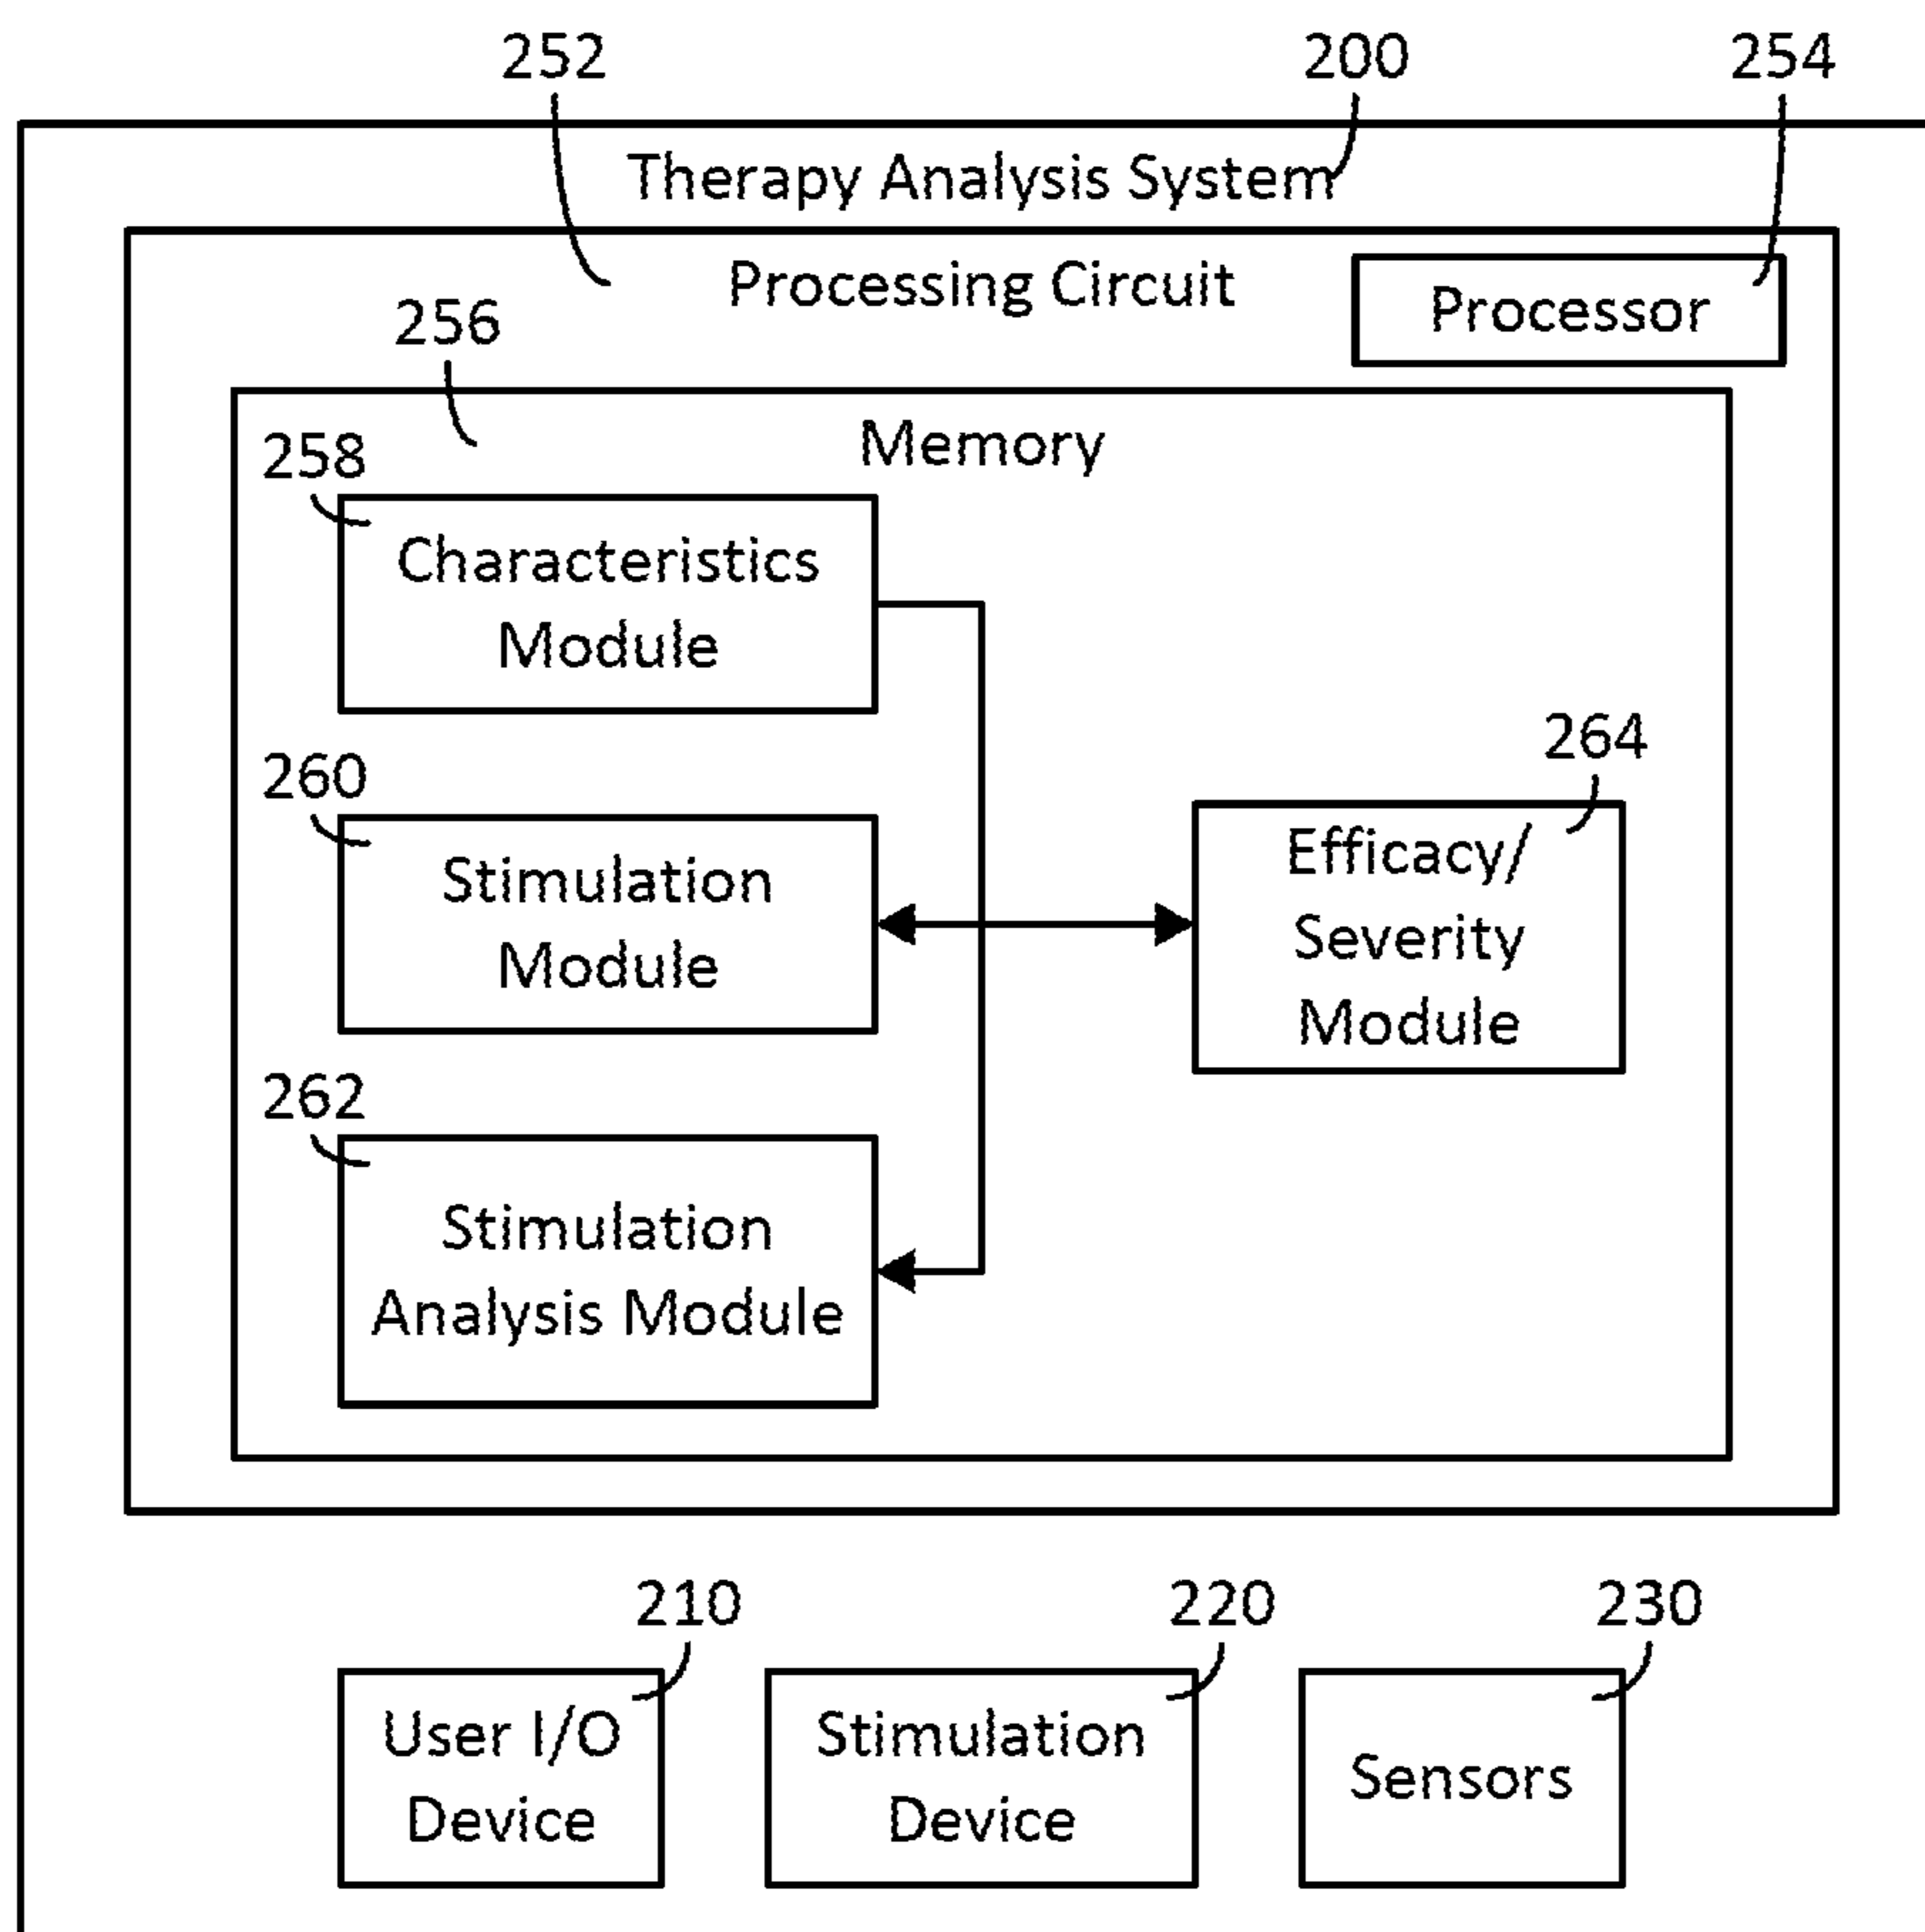 252
200
254
Therapy Analysis System
Processing Circuit
Processor
256
Memory
258
Characteristics
Module
260
Stimulation
Module
264
Efficacy/
Severity
Module
262
Stimulation
Analysis Module
210
220
230
User I/O
Device
Stimulation
Device
Sensors